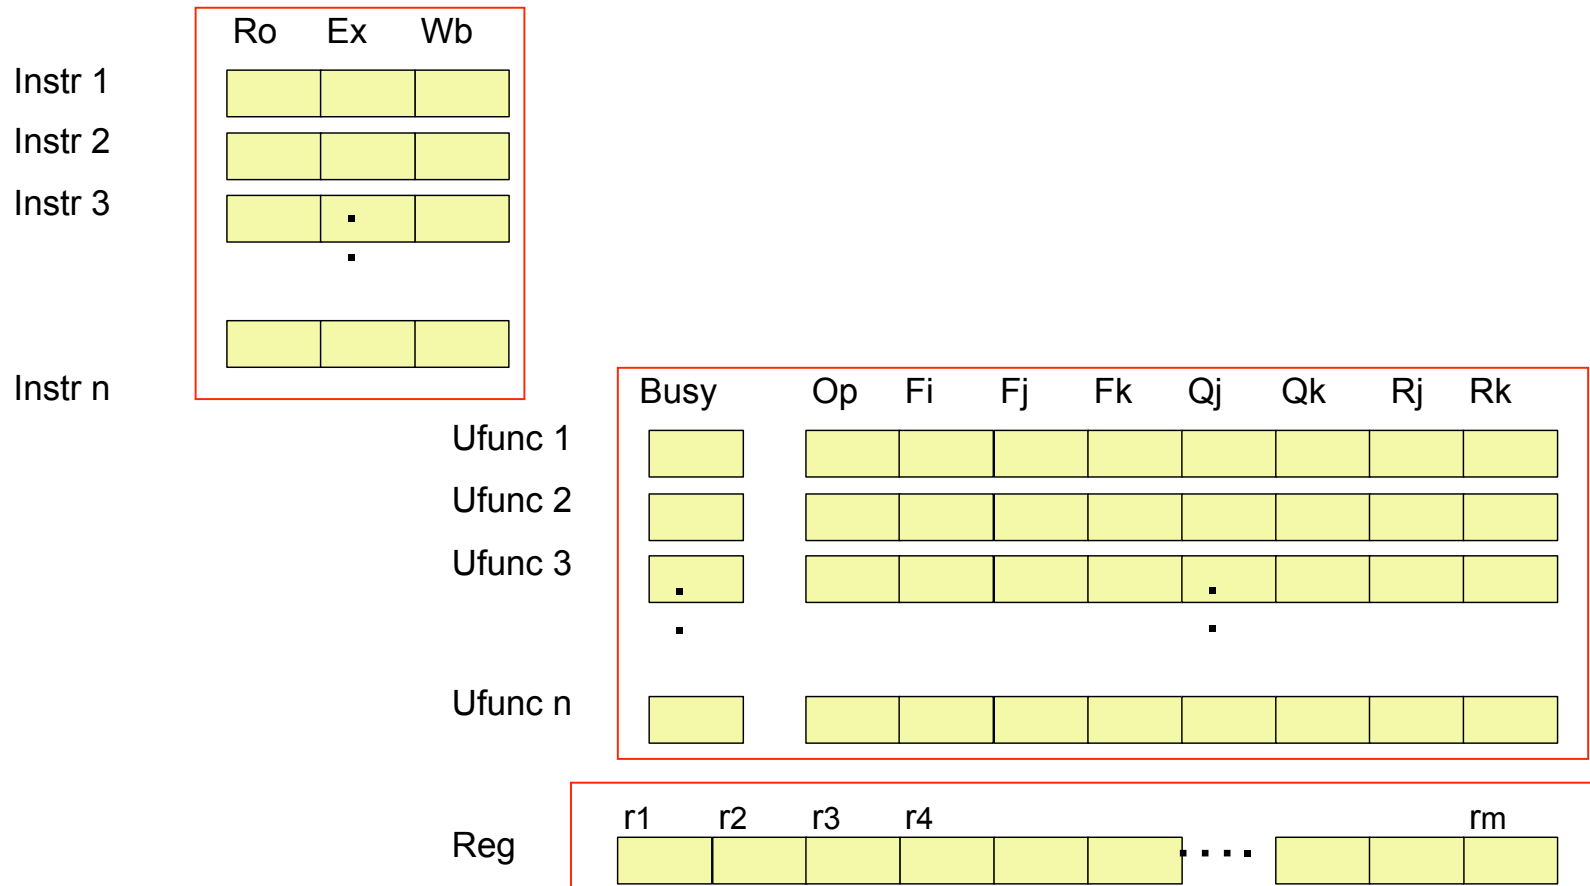 Ro Ex Wb
Instr 1
Instr 2
Instr 3
Instr n
Busy Op Fi Fj Fk Qj Qk Rj Rk
Ufunc 1
Ufunc 2
Ufunc 3
Ufunc n
r1 r2 r3 r4 rm
Reg